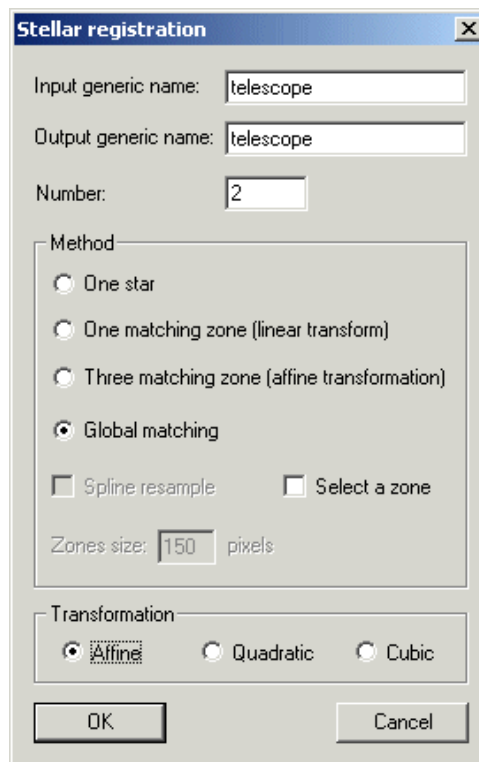 Stellar registration
Input generic name: telescope
Output generic name: telescope
Number: 2
Method
One star
One matching zone (linear transform)
Three matching zone (affine transformation)
Global matching
Spline resample Select a zone
Zones size: 150 pixels
Transformation
Affine Quadratic Cubic
OK Cancel